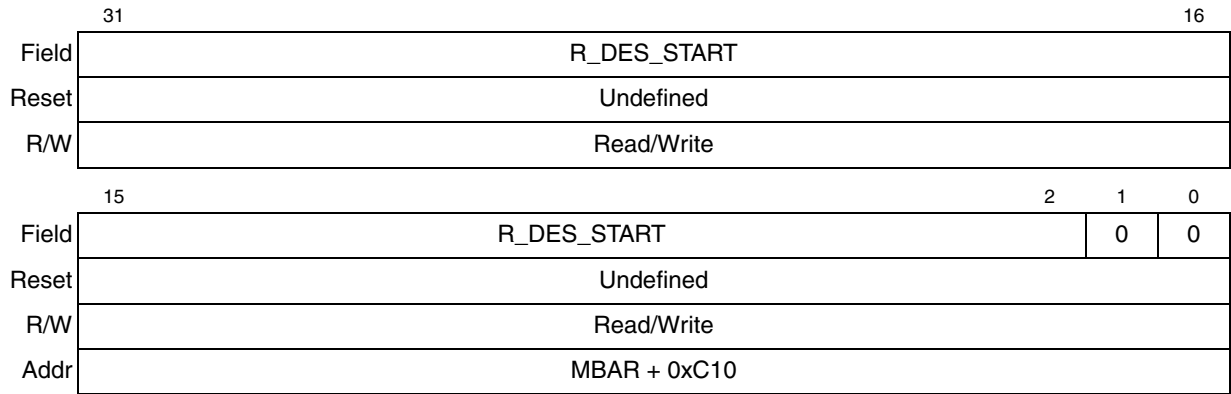 31 16
Field R_DES_START
Reset Undefined
R/W Read/Write
15 2 1 0
Field R_DES_START 0 0
Reset Undefined
R/W Read/Write
Addr MBAR + 0xC10